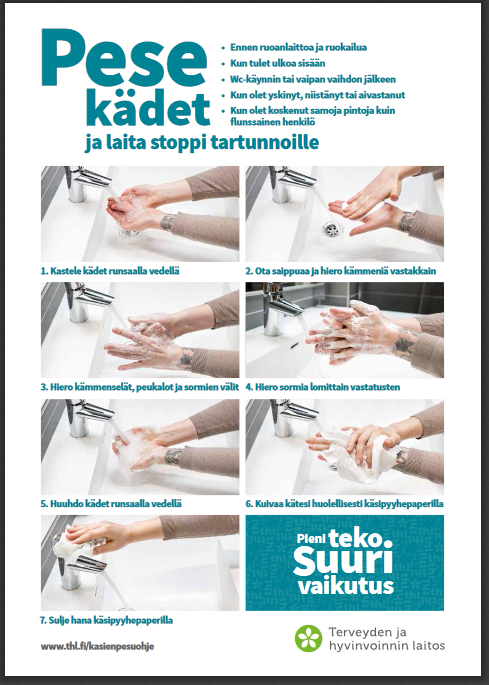 Pese
kädet
ja laita stoppi tartunnoille
• Ennen ruoanlaittoa ja ruokailua
• Kun tulet ulkoa sisään
• Wc-käynnin tai vaipan vaihdon jälkeen
• Kun olet yskinyt, niistänyt tai aivastanut
• Kun olet koskenut samoja pintoja kuin
flunssainen henkilö
1. Kastele kädet runsaalla vedellä
2. Ota saippuaa ja hiero kämmeniä vastakkain
3. Hiero kämmenselät, peukalot ja sormien välit
4. Hiero sormia lomittain vastatusten
5. Huuhdo kädet runsaalla vedellä
6. Kuivaa kätesi huolellisesti käsipyyhepaperilla
7. Sulje hana käsipyyhepaperilla
Pieni teko.
Suuri
vaikutus
www.thl.fi/kasienpesuohje
Terveyden ja
hyvinvoinnin laitos